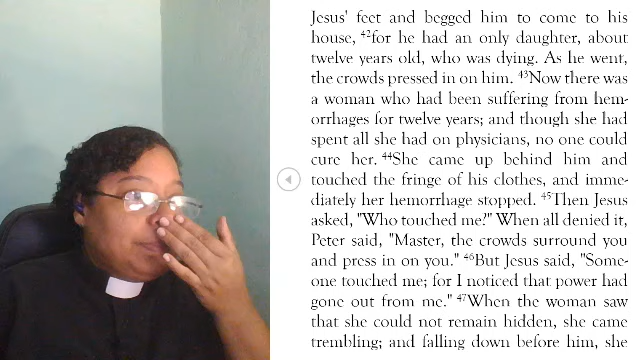 Jesus' feet and begged him to come to his
house, ⁴²for he had an only daughter, about
twelve years old, who was dying. As he went,
the crowds pressed in on him. ⁴³Now there was
a woman who had been suffering from hem-
orrhages for twelve years; and though she had
spent all she had on physicians, no one could
cure her. ⁴⁴She came up behind him and
touched the fringe of his clothes, and imme-
diately her hemorrhage stopped. ⁴⁵Then Jesus
asked, "Who touched me?" When all denied it,
Peter said, "Master, the crowds surround you
and press in on you." ⁴⁶But Jesus said, "Some-
one touched me; for I noticed that power had
gone out from me." ⁴⁷When the woman saw
that she could not remain hidden, she came
trembling; and falling down before him, she